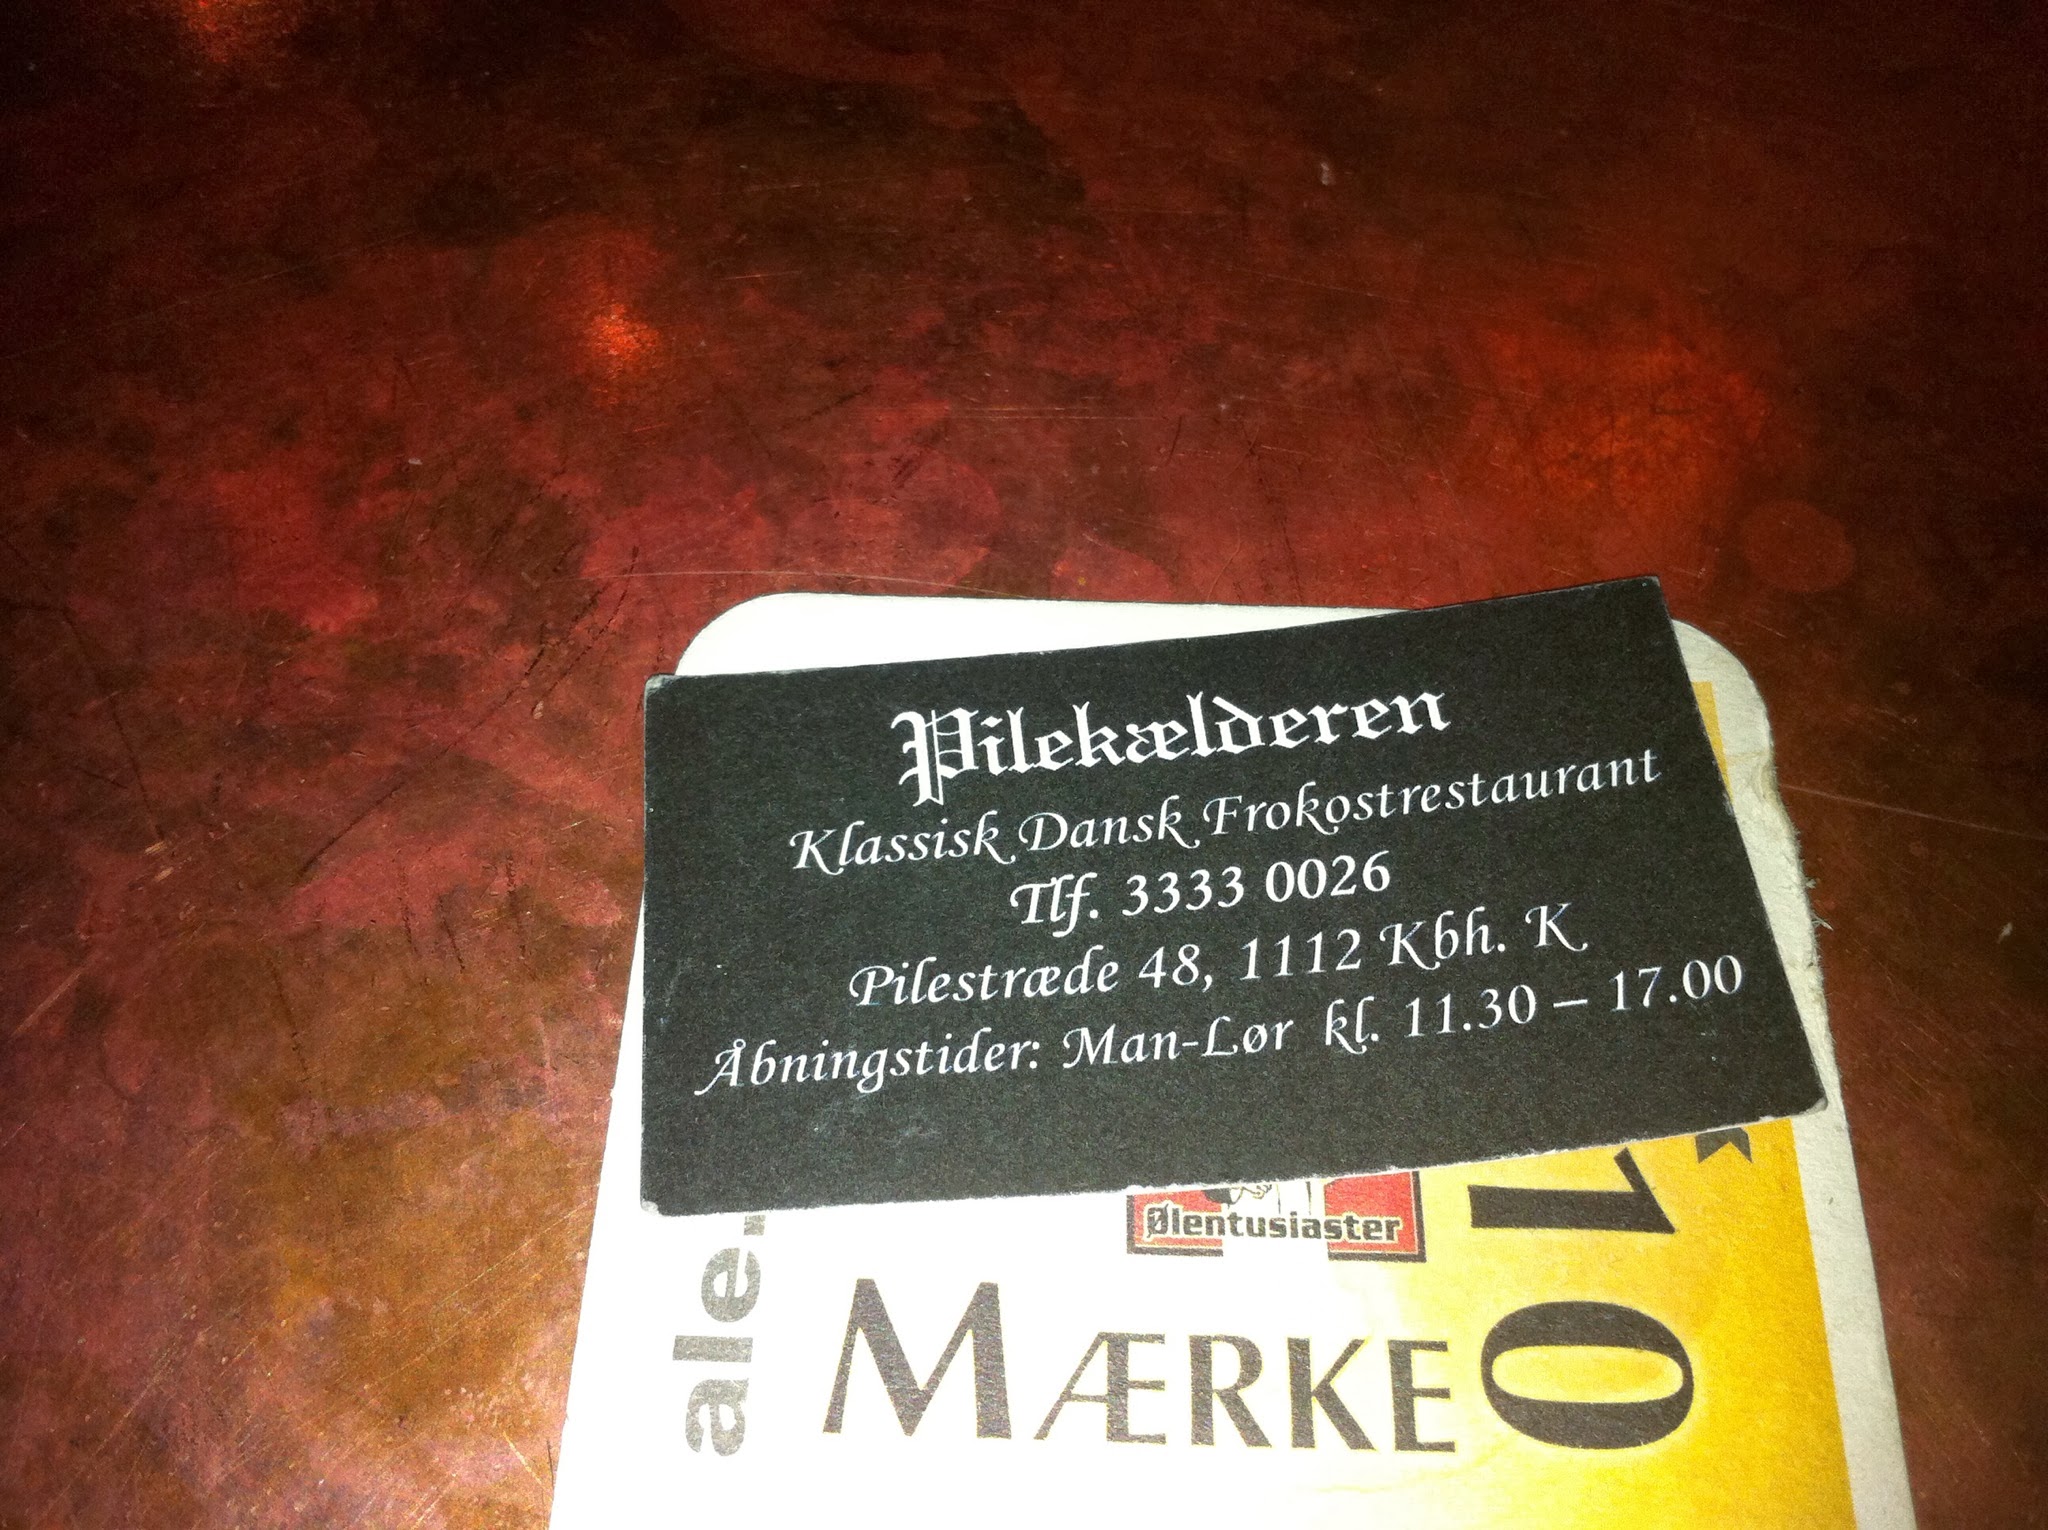 Pilekælderen
Klassisk Dansk Frokostrestaurant
Tlf. 3333 0026
Pilestræde 48, 1112 Kbh. K
Åbningstider: Man-Lør kl. 11.30 – 17.00
Ølentusiaster
MÆRKE
10